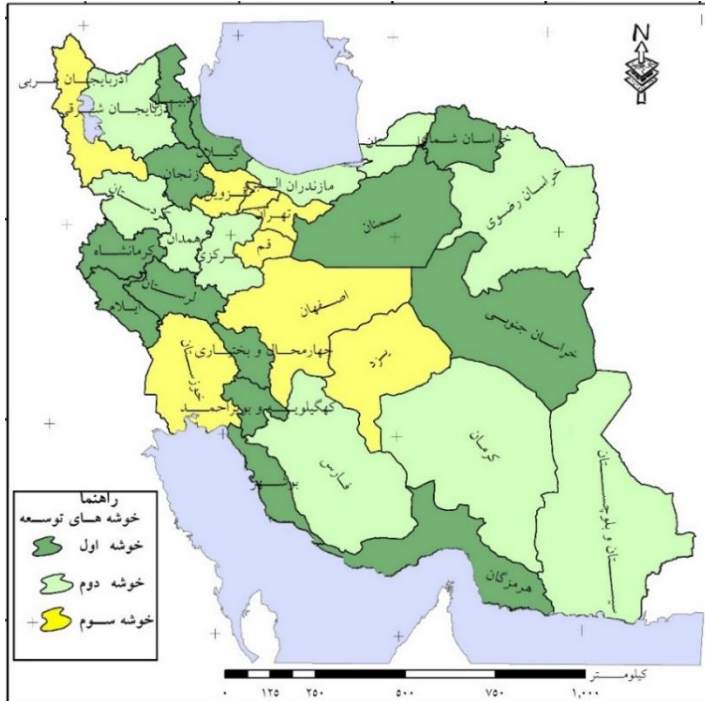 N
آذربایجان غربی
آذربایجان شرقی
اردبیل
گیلان
زنجان
مازندران
قزوین
تهران
قم
سمنان
خراسان شمالی
خراسان رضوی
کردستان
همدان
مرکزی
کرمانشاه
لرستان
ایلام
اصفهان
یزد
خراسان جنوبی
چهارمحال و بختیاری
کهگیلویه و بویراحمد
بوشهر
فارس
کرمان
سیستان و بلوچستان
هرمزگان
راهنما
خوشه های توسعه
خوشه اول
خوشه دوم
خوشه سوم
کیلومتر
۰ ۱۲۵ ۲۵۰ ۵۰۰ ۷۵۰ ۱,۰۰۰